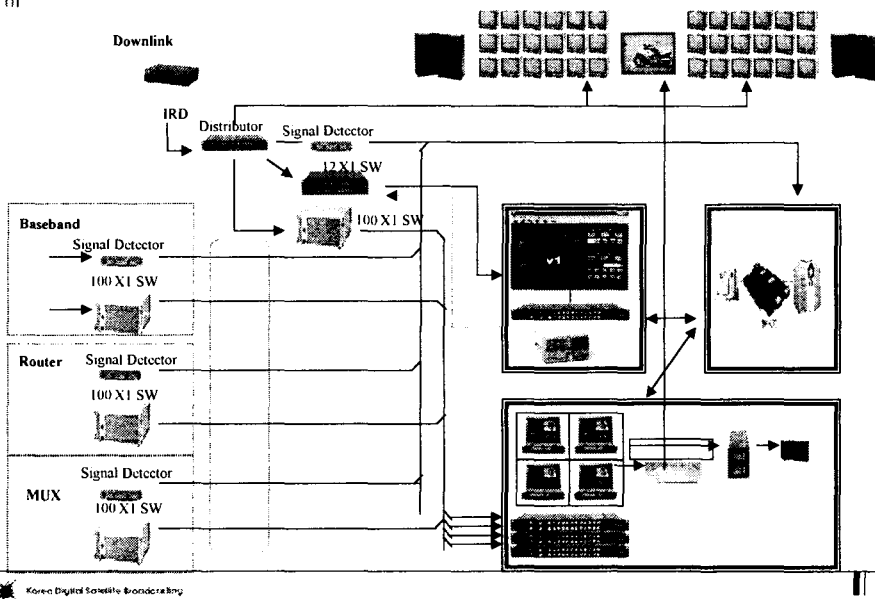 Downlink
IRD
Distributor
Signal Detector
12 X1 SW
100 X1 SW
Baseband
Signal Detector
100 X1 SW
Router
Signal Detector
100 X1 SW
Signal Detector
MUX
100 X1 SW
Korea Digital Satellite Broadcasting